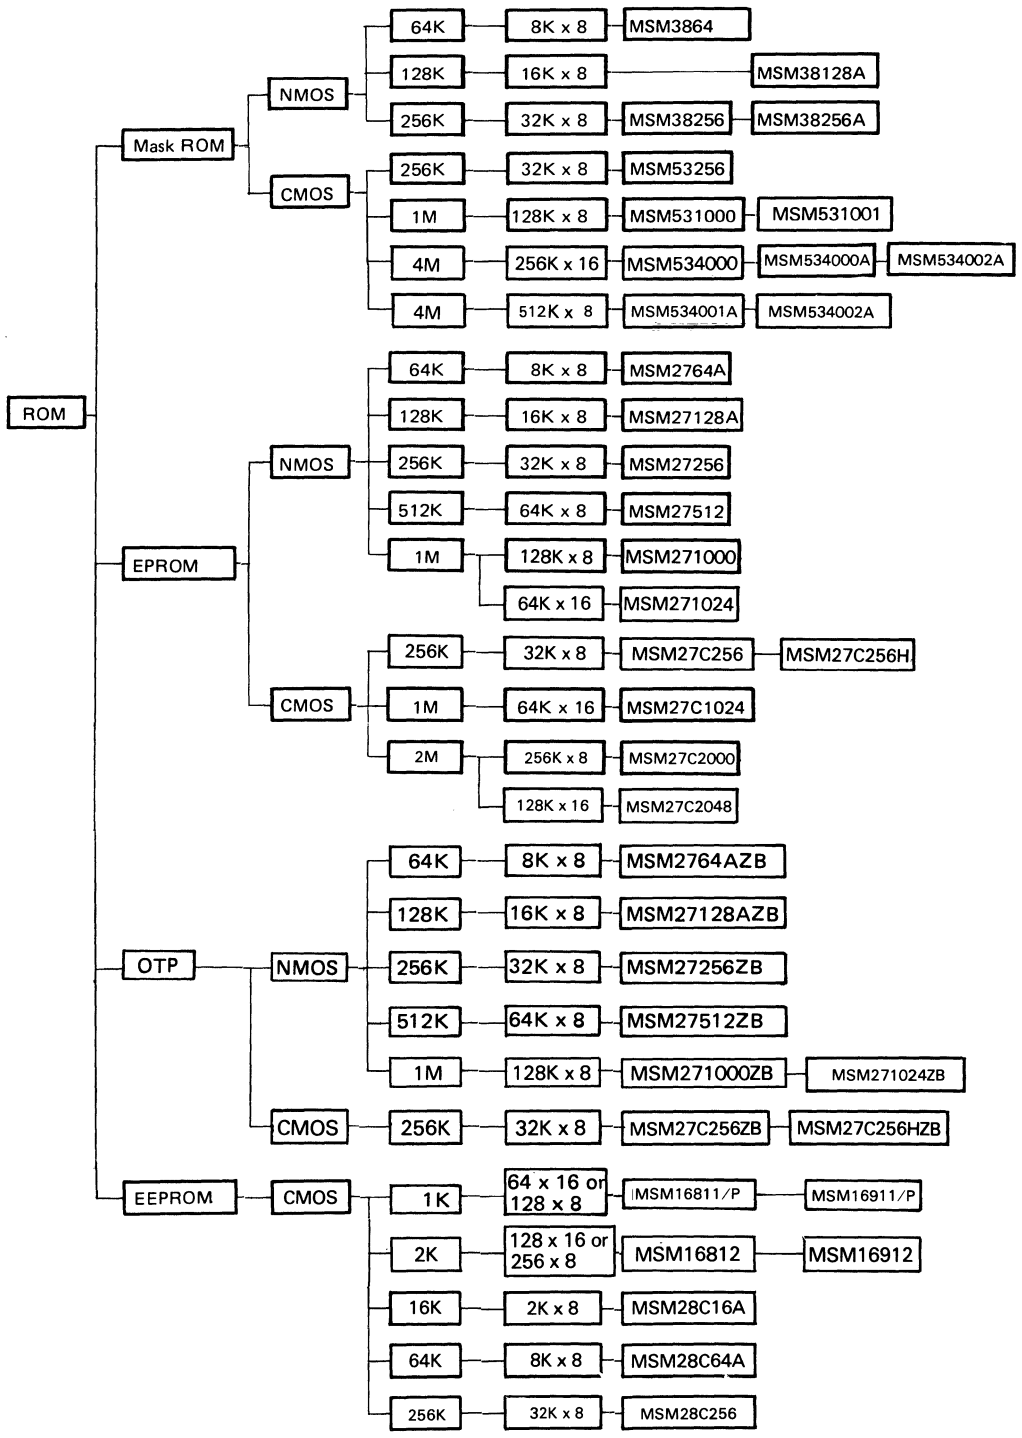 64K 8K x 8 MSM3864
128K 16K x 8 MSM38128A
NMOS
256K 32K x 8 MSM38256 MSM38256A
Mask ROM
256K 32K x 8 MSM53256
CMOS
1M 128K x 8 MSM531000 MSM531001
4M 256K x 16 MSM534000 MSM534000A MSM534002A
4M 512K x 8 MSM534001A MSM534002A
64K 8K x 8 MSM2764A
ROM
128K 16K x 8 MSM27128A
NMOS 256K 32K x 8 MSM27256
512K 64K x 8 MSM27512
1M 128K x 8 MSM271000
EPROM
64K x 16 MSM271024
256K 32K x 8 MSM27C256 MSM27C256H
CMOS 1M 64K x 16 MSM27C1024
2M 256K x 8 MSM27C2000
128K x 16 MSM27C2048
64K 8K x 8 MSM2764AZB
128K 16K x 8 MSM27128AZB
OTP NMOS 256K 32K x 8 MSM27256ZB
512K 64K x 8 MSM27512ZB
1M 128K x 8 MSM271000ZB MSM271024ZB
CMOS 256K 32K x 8 MSM27C256ZB MSM27C256HZB
EEPROM CMOS 1K 64 x 16 or
128 x 8 MSM16811/P MSM16911/P
2K 128 x 16 or
256 x 8 MSM16812 MSM16912
16K 2K x 8 MSM28C16A
64K 8K x 8 MSM28C64A
256K 32K x 8 MSM28C256